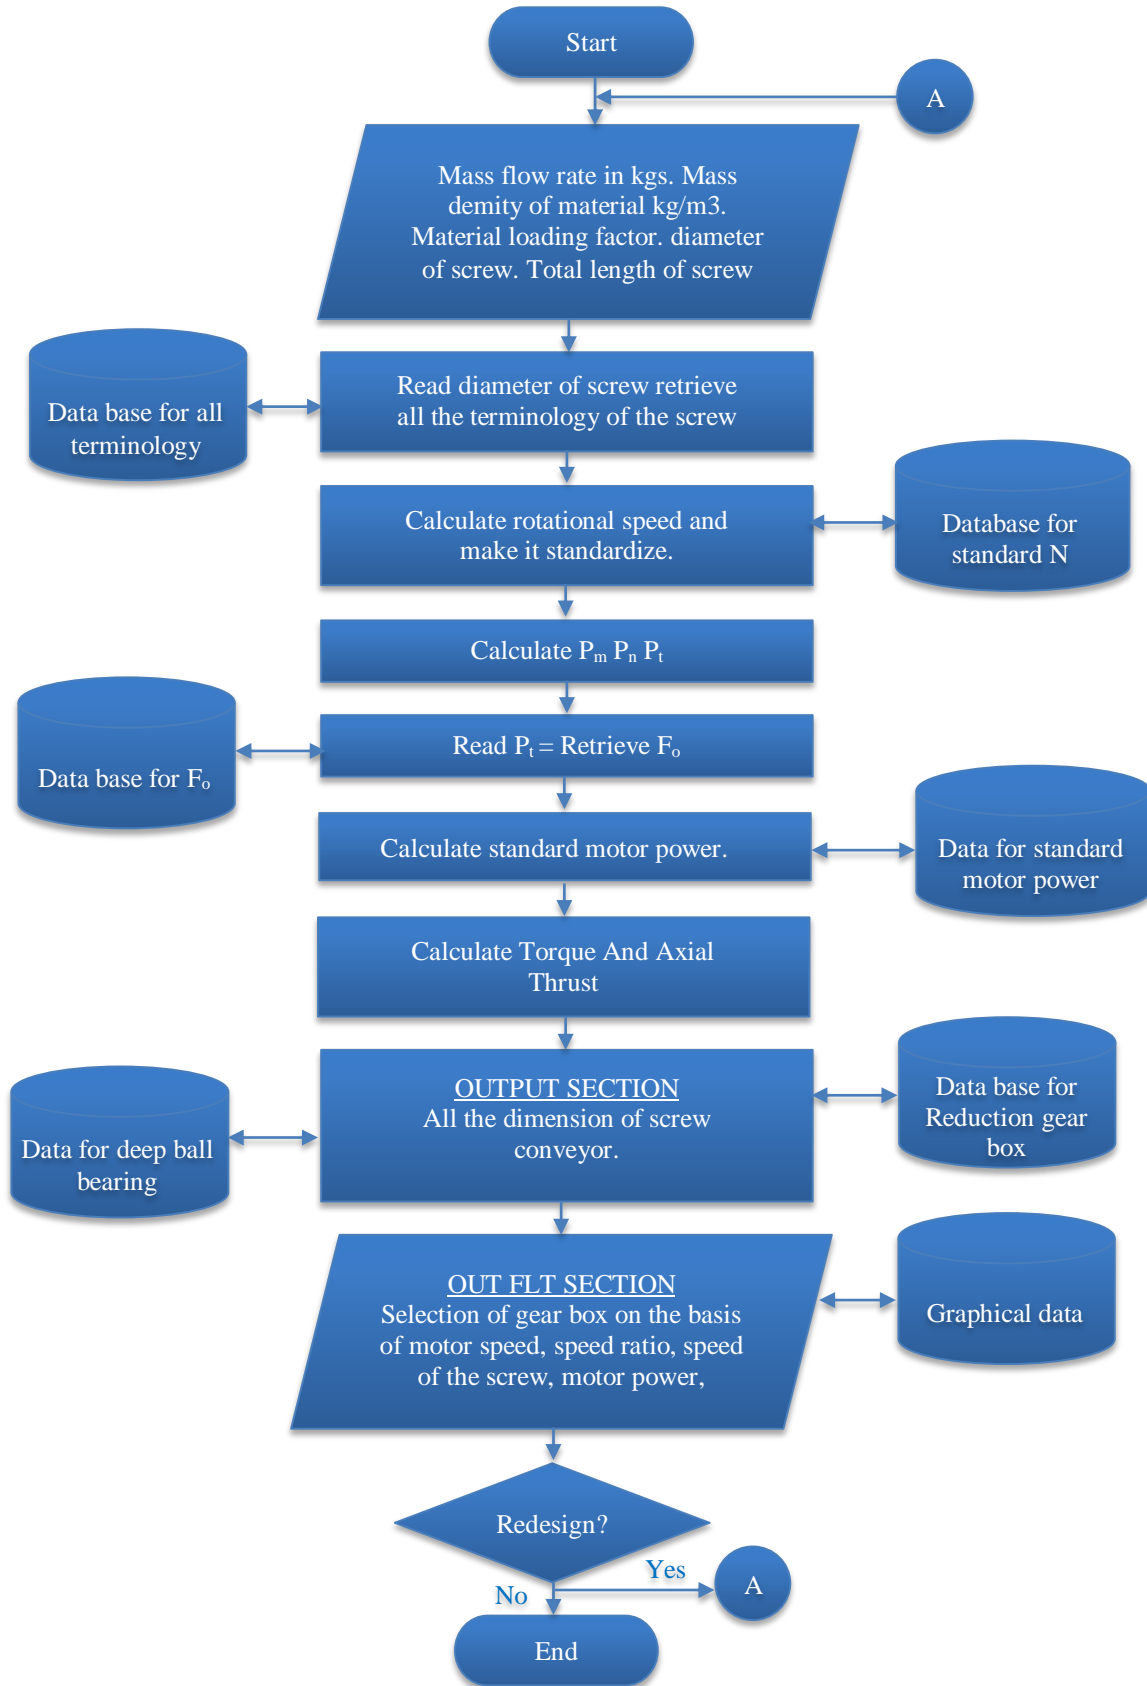 Start
A
Mass flow rate in kgs. Mass
demity of material kg/m3.
Material loading factor. diameter
of screw. Total length of screw
Data base for all
terminology
Read diameter of screw retrieve
all the terminology of the screw
Calculate rotational speed and
make it standardize.
Database for
standard N
Calculate Pm Pn Pt
Data base for Fo
Read Pt = Retrieve Fo
Calculate standard motor power.
Data for standard
motor power
Calculate Torque And Axial
Thrust
Data for deep ball
bearing
OUTPUT SECTION
All the dimension of screw
conveyor.
Data base for
Reduction gear
box
OUT FLT SECTION
Selection of gear box on the basis
of motor speed, speed ratio, speed
of the screw, motor power,
Graphical data
Redesign?
Yes
A
No
End